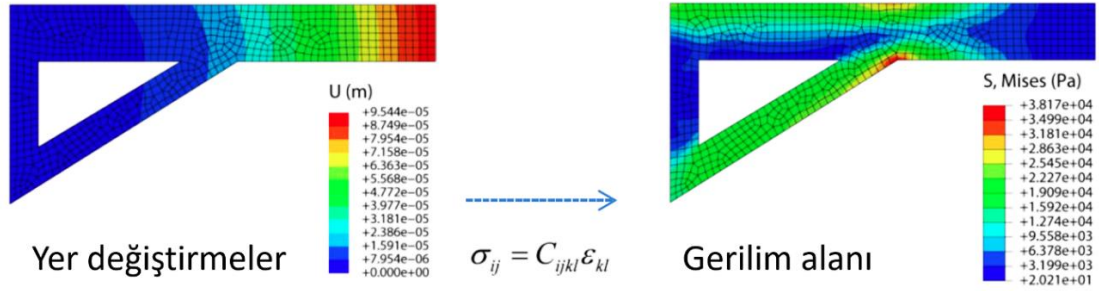 U (m)
+9.544e−05
+8.749e−05
+7.954e−05
+7.158e−05
+6.363e−05
+5.568e−05
+4.772e−05
+3.977e−05
+3.181e−05
+2.386e−05
+1.591e−05
+7.954e−06
+0.000e+00
Yer değiştirmeler
σij = Cijkl εkl
S, Mises (Pa)
+3.817e+04
+3.499e+04
+3.181e+04
+2.863e+04
+2.545e+04
+2.227e+04
+1.909e+04
+1.592e+04
+1.274e+04
+9.558e+03
+6.378e+03
+3.199e+03
+2.021e+01
Gerilim alanı